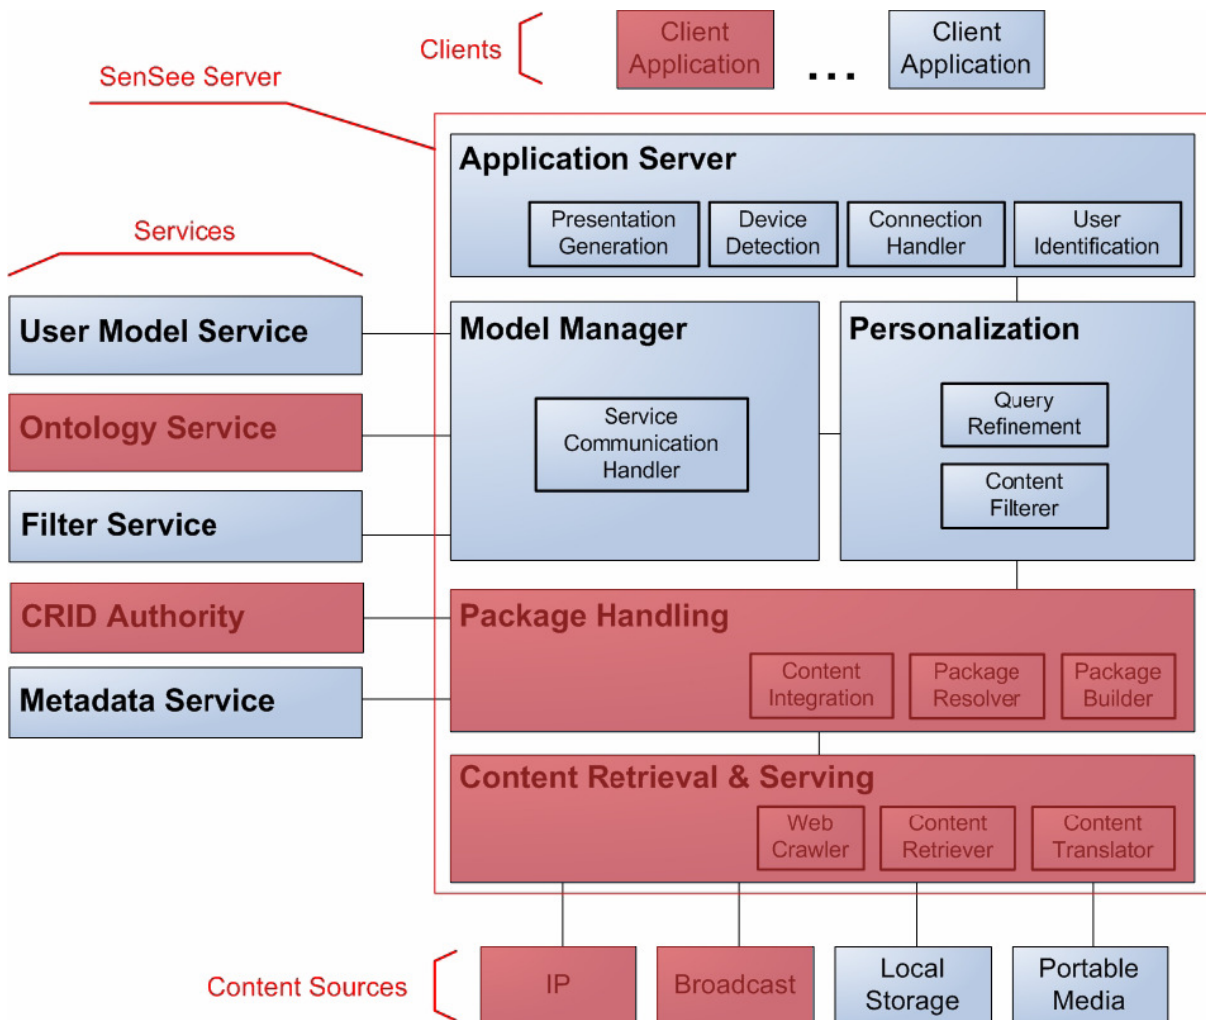 Clients
Client
Application
...
Client
Application
SenSee Server
Application Server
Presentation
Generation
Device
Detection
Connection
Handler
User
Identification
Services
User Model Service
Ontology Service
Filter Service
CRID Authority
Metadata Service
Model Manager
Service
Communication
Handler
Personalization
Query
Refinement
Content
Filterer
Package Handling
Content
Integration
Package
Resolver
Package
Builder
Content Retrieval & Serving
Web
Crawler
Content
Retriever
Content
Translator
Content Sources
IP
Broadcast
Local
Storage
Portable
Media